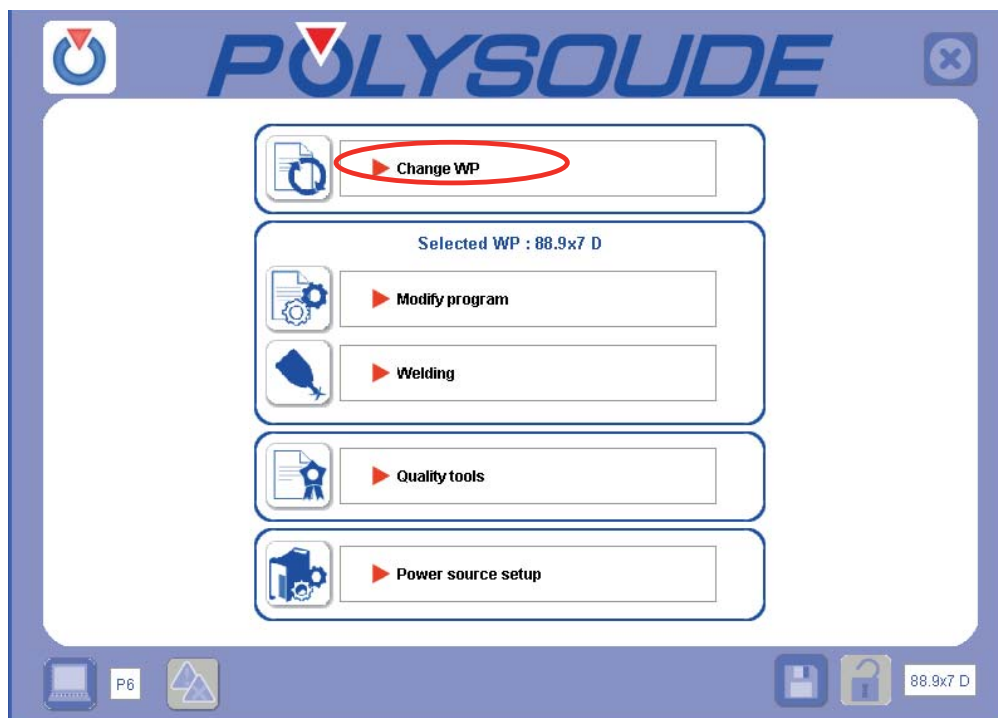 POLYSOUDE
Change WP
Selected WP : 88.9x7 D
Modify program
Welding
Quality tools
Power source setup
P6
88.9x7 D